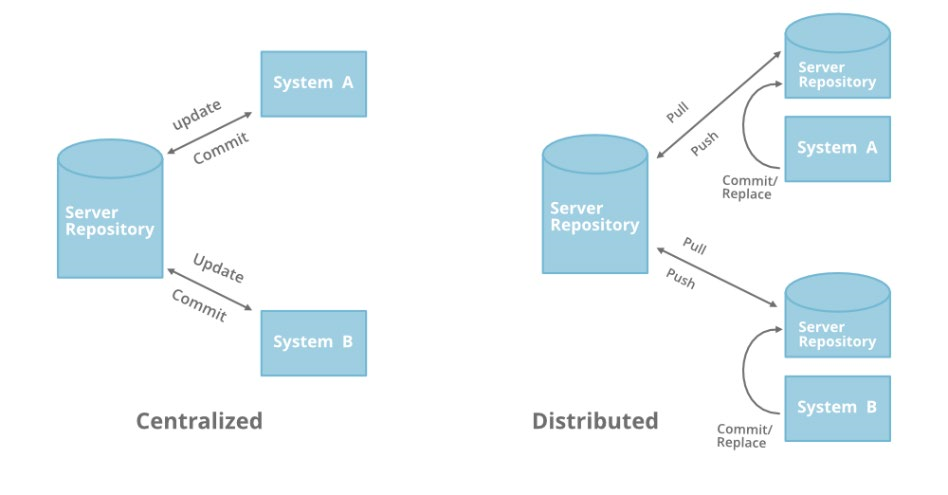 System A
update
Commit
Server
Repository
Update
Commit
System B
Centralized
Server
Repository
Pull
Push
System A
Commit/
Replace
Server
Repository
Pull
Push
Server
Repository
System B
Commit/
Replace
Distributed